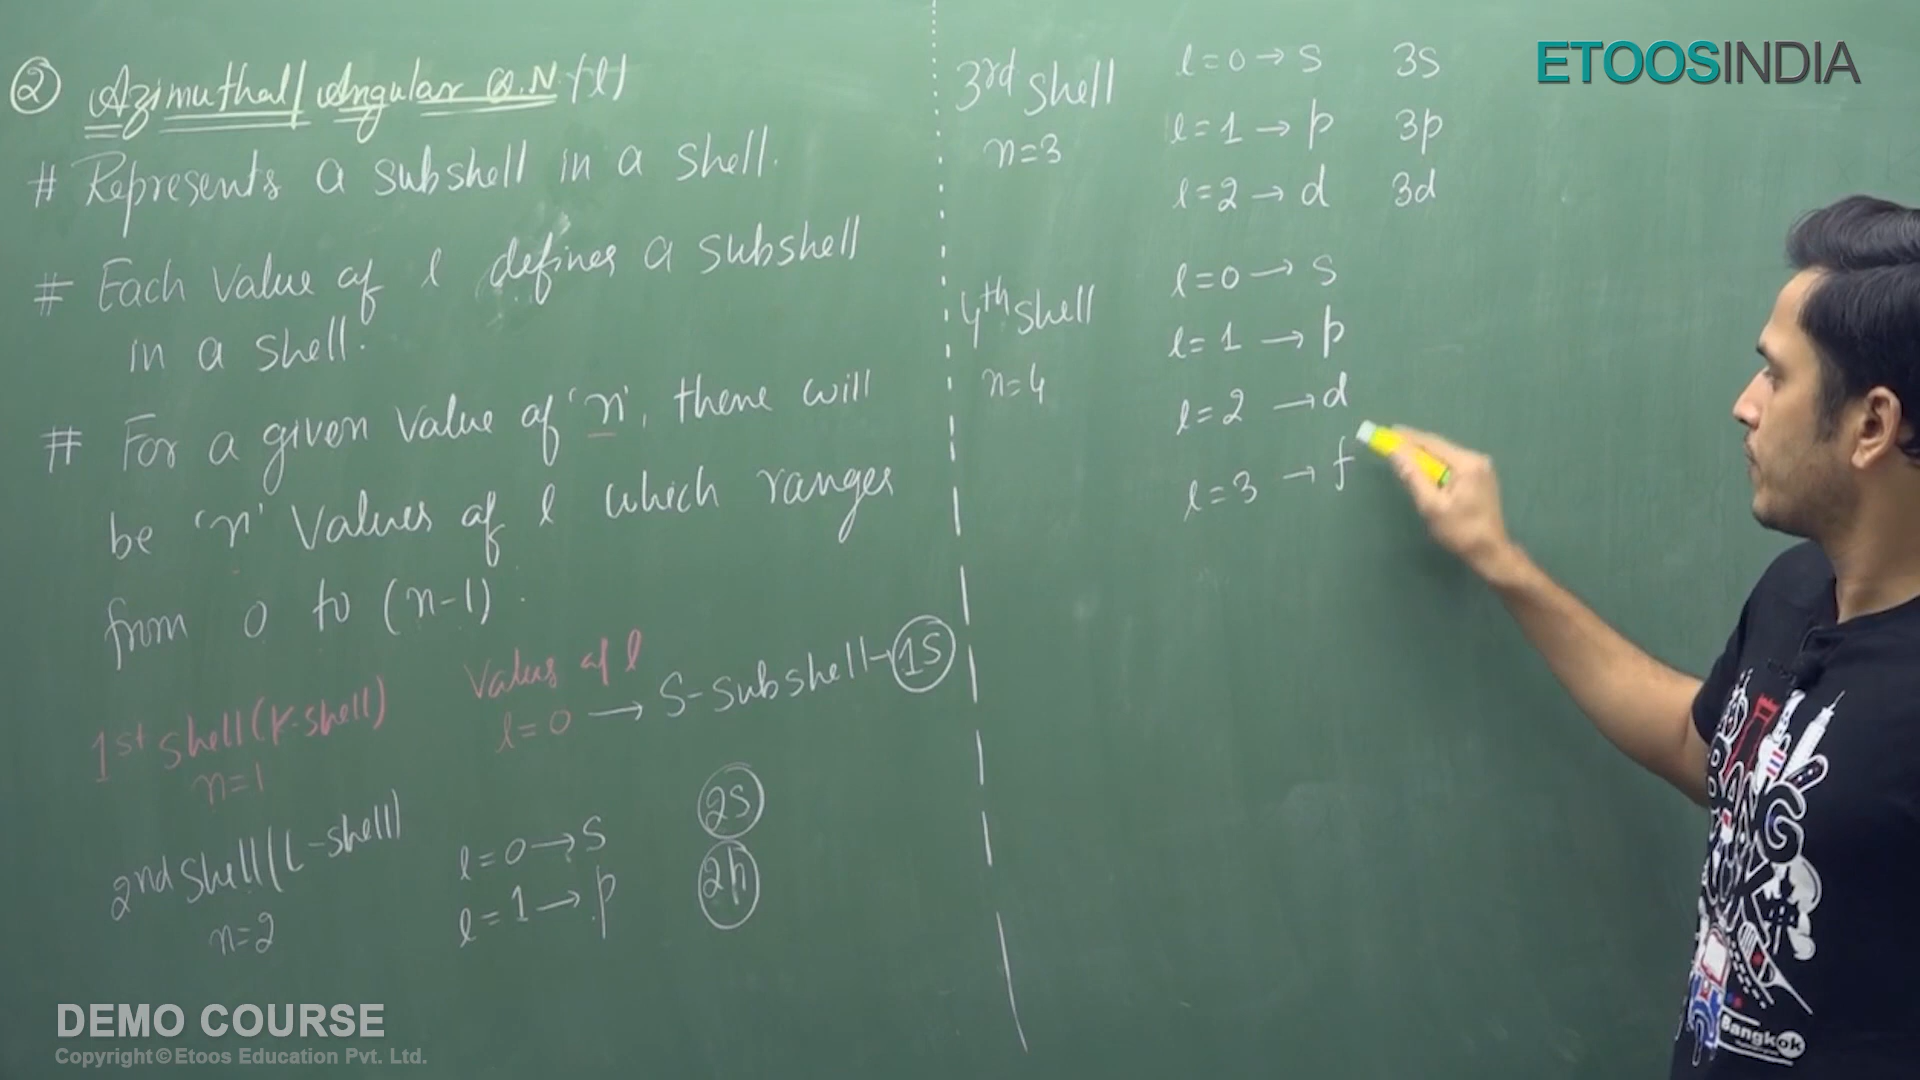 ② Azimuthal/Angular Q.N. (l)
# Represents a subshell in a shell.
# Each value of l defines a subshell
in a shell.
# For a given value of 'n', there will
be 'n' values of l which ranges
from 0 to (n-1).
Values of l
1st shell (K-shell) l=0 → S-subshell → 1S
n=1
2nd shell (L-shell) l=0 → S 2S
n=2 l=1 → p 2p
3rd shell l=0 → S 3S
n=3 l=1 → p 3p
l=2 → d 3d
4th shell l=0 → S
n=4 l=1 → p
l=2 → d
l=3 → f
ETOOSINDIA
BANGKOK
Bangkok
DEMO COURSE
Copyright © Etoos Education Pvt. Ltd.